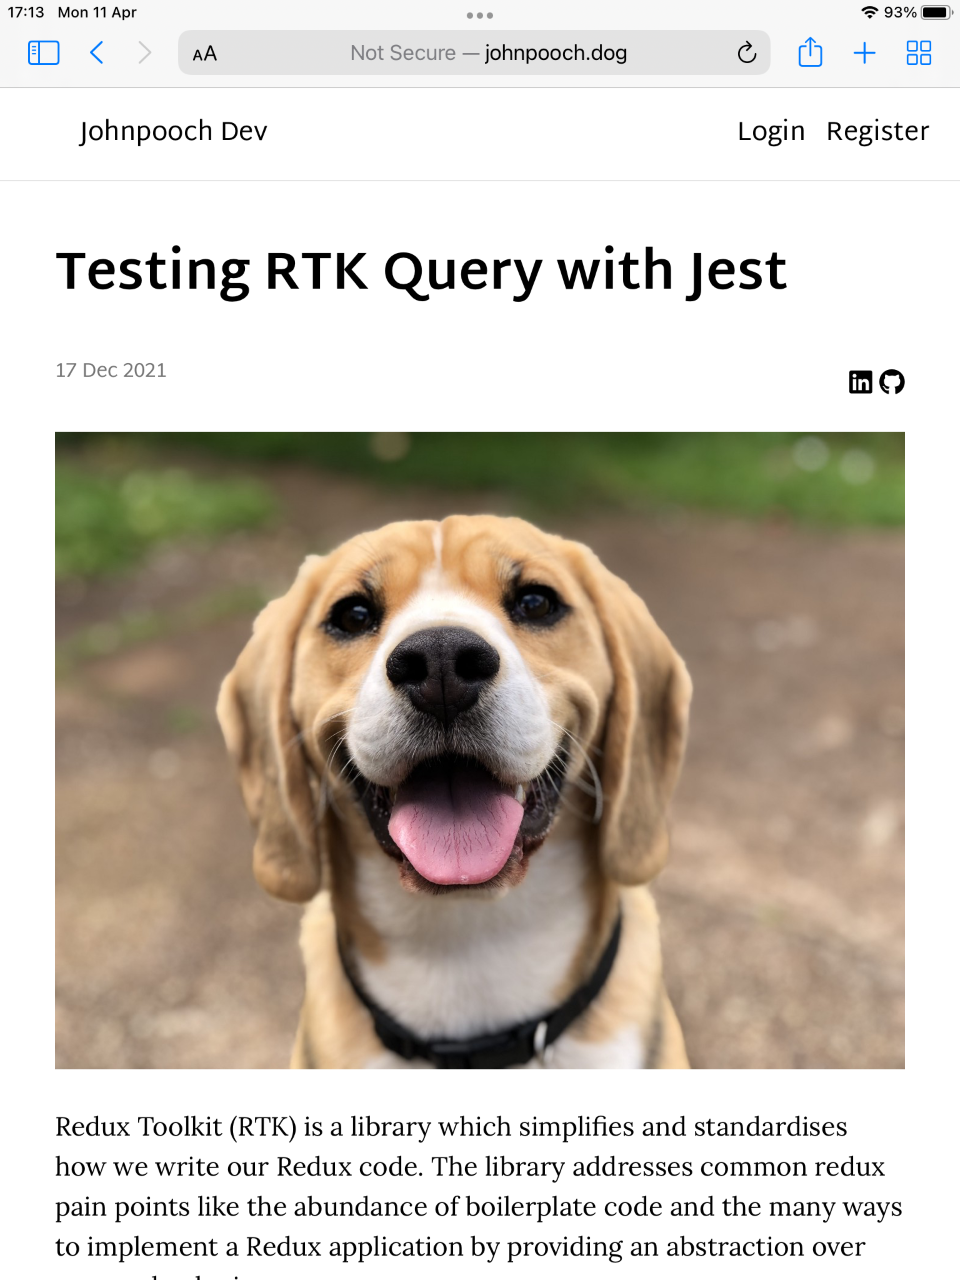 17:13 Mon 11 Apr
93%
AA Not Secure — johnpooch.dog
Johnpooch Dev
Login Register
Testing RTK Query with Jest
17 Dec 2021
in
Redux Toolkit (RTK) is a library which simplifies and standardises
how we write our Redux code. The library addresses common redux
pain points like the abundance of boilerplate code and the many ways
to implement a Redux application by providing an abstraction over